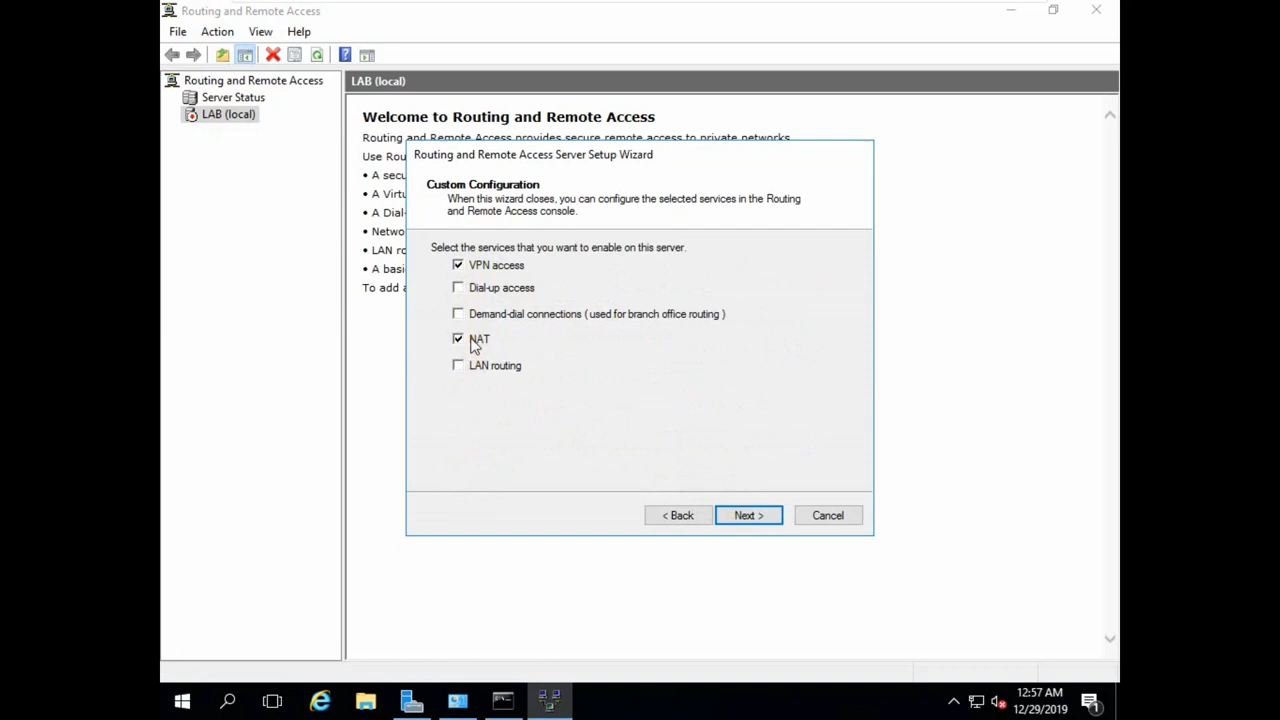 Routing and Remote Access
File Action View Help
Routing and Remote Access
Server Status
LAB (local)
LAB (local)
Welcome to Routing and Remote Access
Routing and Remote Access provides secure remote access to private networks.
Use Rou
• A secu
• A Virtu
• A Dial-
• Netwo
• LAN ro
• A basi
To add a
Routing and Remote Access Server Setup Wizard
Custom Configuration
When this wizard closes, you can configure the selected services in the Routing
and Remote Access console.
Select the services that you want to enable on this server.
VPN access
Dial-up access
Demand-dial connections ( used for branch office routing )
NAT
LAN routing
< Back
Next >
Cancel
12:57 AM
12/29/2019
1